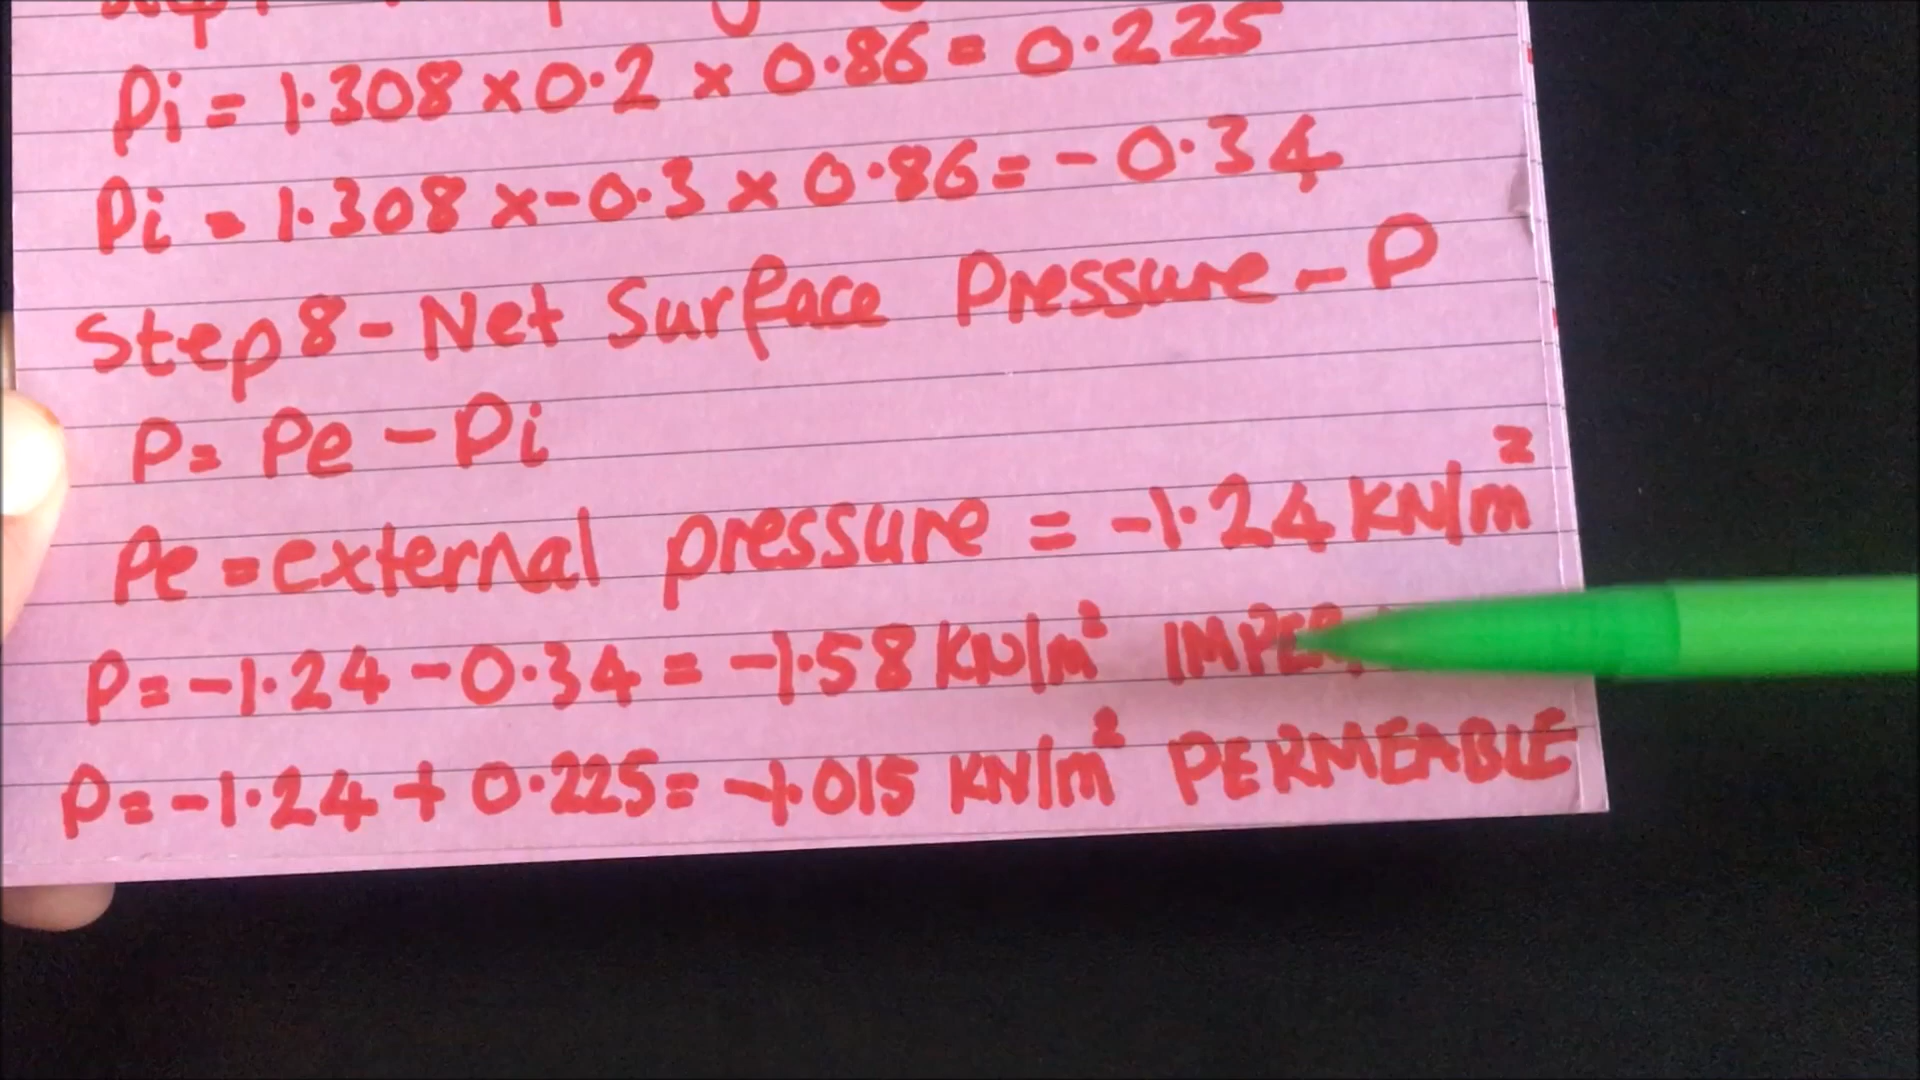 Pi = 1.308 x 0.2 x 0.86 = 0.225
Pi = 1.308 x -0.3 x 0.86 = -0.34
Step 8 - Net Surface Pressure - P
P = Pe - Pi
Pe = external pressure = -1.24 KN/m²
P = -1.24 - 0.34 = -1.58 KN/m²
P = -1.24 + 0.225 = -1.015 KN/m² PERMEABLE